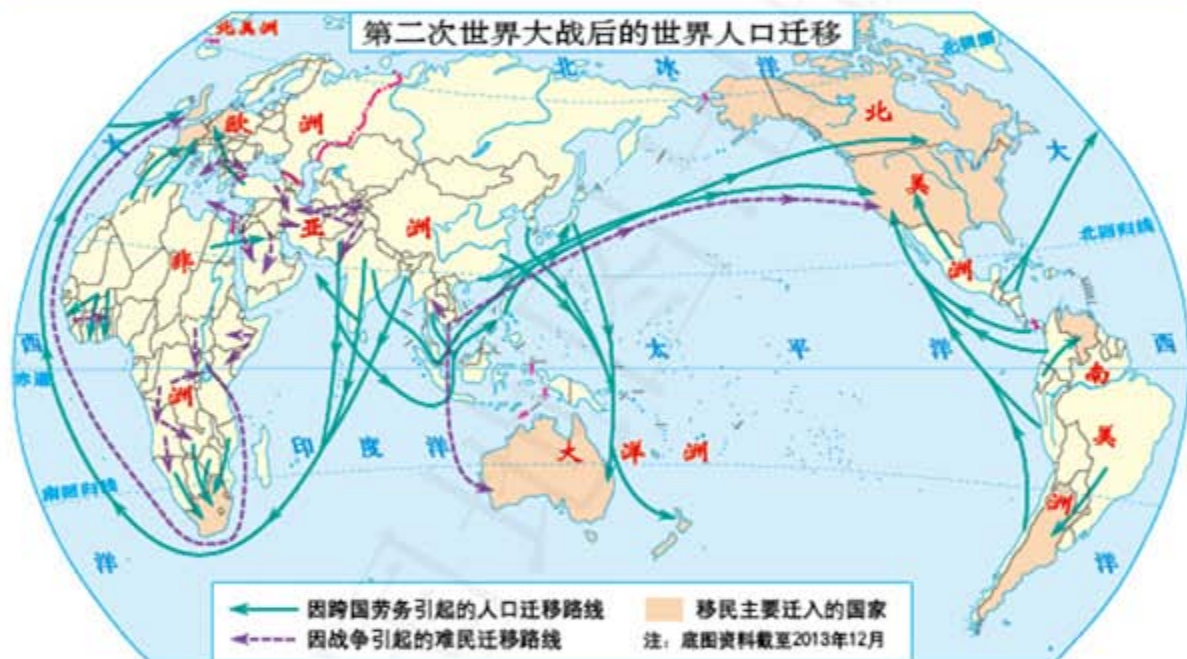 第二次世界大战后的世界人口迁移
北美洲
北极圈
北 冰 洋
欧 洲
北
大
大
亚 洲
美
北回归线
非
洲
西
太 平 洋
西
赤道
洲
南
印 度 洋
大 洋 洲
美
南回归线
洲
洋
洋
因跨国劳务引起的人口迁移路线
移民主要迁入的国家
因战争引起的难民迁移路线
注：底图资料截至2013年12月